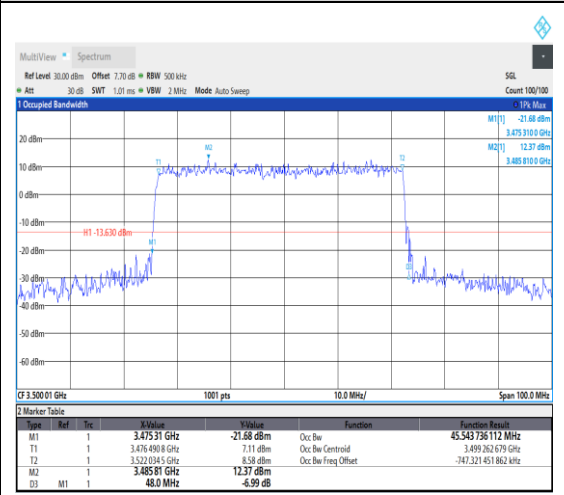 MultiView Spectrum
Ref Level 30.00 dBm Offset 7.70 dB RBW 500 kHz SGL
Att 30 dB SWT 1.01 ms VBW 2 MHz Mode Auto Sweep Count 100/100
1 Occupied Bandwidth 1Pk Max
M1[1] -21.68 dBm
3.475 310 0 GHz
M2[1] 12.37 dBm
3.485 810 0 GHz
20 dBm
M2
T1
T2
10 dBm
0 dBm
-10 dBm
H1 -13.630 dBm
M1
-20 dBm
-30 dBm
-40 dBm
-50 dBm
-60 dBm
CF 3.500 01 GHz 1001 pts 10.0 MHz/ Span 100.0 MHz
2 Marker Table
Type Ref Trc X-Value Y-Value Function Function Result
M1 1 3.475 31 GHz -21.68 dBm Occ Bw 45.543 736 112 MHz
T1 1 3.476 490 8 GHz 7.11 dBm Occ Bw Centroid 3.499 262 679 GHz
T2 1 3.522 034 5 GHz 8.58 dBm Occ Bw Freq Offset -747.321 451 862 kHz
M2 1 3.485 81 GHz 12.37 dBm
D3 M1 1 48.0 MHz -6.99 dB